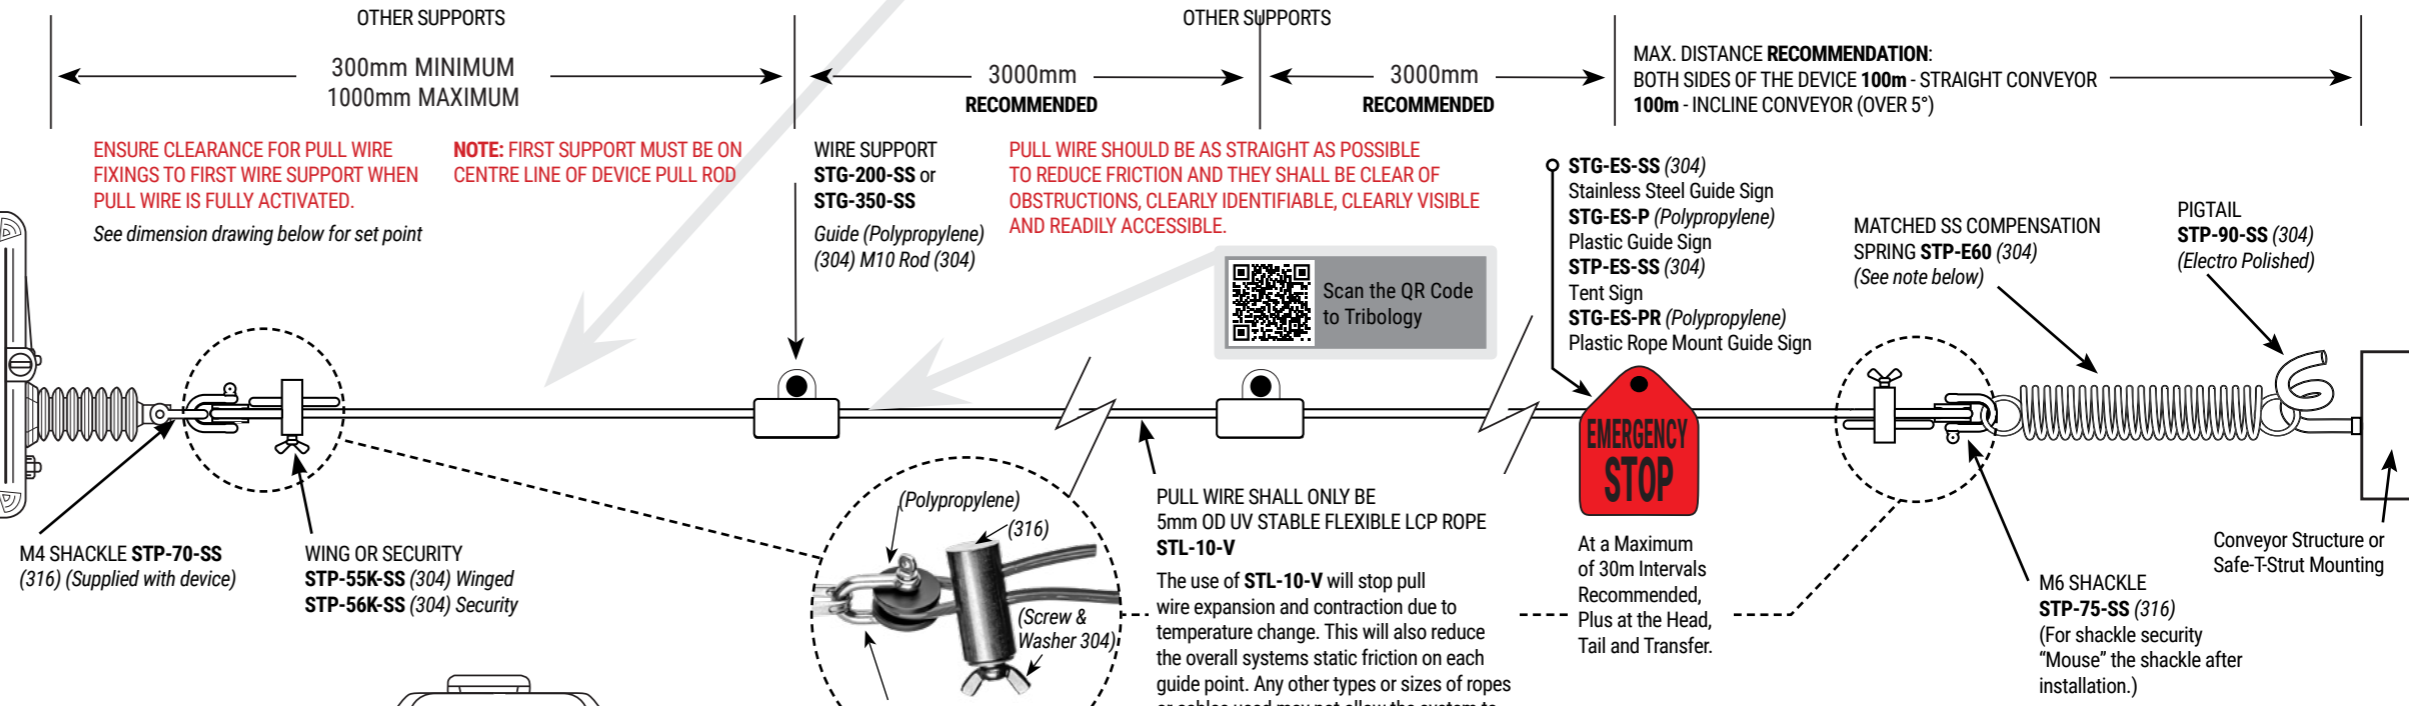 OTHER SUPPORTS
300mm MINIMUM
1000mm MAXIMUM
OTHER SUPPORTS
3000mm
RECOMMENDED
3000mm
RECOMMENDED
MAX. DISTANCE RECOMMENDATION:
BOTH SIDES OF THE DEVICE 100m - STRAIGHT CONVEYOR
100m - INCLINE CONVEYOR (OVER 5°)
ENSURE CLEARANCE FOR PULL WIRE
FIXINGS TO FIRST WIRE SUPPORT WHEN
PULL WIRE IS FULLY ACTIVATED.
See dimension drawing below for set point
NOTE: FIRST SUPPORT MUST BE ON
CENTRE LINE OF DEVICE PULL ROD
WIRE SUPPORT
STG-200-SS or
STG-350-SS
Guide (Polypropylene)
(304) M10 Rod (304)
PULL WIRE SHOULD BE AS STRAIGHT AS POSSIBLE
TO REDUCE FRICTION AND THEY SHALL BE CLEAR OF
OBSTRUCTIONS, CLEARLY IDENTIFIABLE, CLEARLY VISIBLE
AND READILY ACCESSIBLE.
Scan the QR Code
to Tribology
STG-ES-SS (304)
Stainless Steel Guide Sign
STG-ES-P (Polypropylene)
Plastic Guide Sign
STP-ES-SS (304)
Tent Sign
STG-ES-PR (Polypropylene)
Plastic Rope Mount Guide Sign
MATCHED SS COMPENSATION
SPRING STP-E60 (304)
(See note below)
PIGTAIL
STP-90-SS (304)
(Electro Polished)
EMERGENCY
STOP
M4 SHACKLE STP-70-SS
(316) (Supplied with device)
WING OR SECURITY
STP-55K-SS (304) Winged
STP-56K-SS (304) Security
(Polypropylene)
(316)
(Screw &
Washer 304)
PULL WIRE SHALL ONLY BE
5mm OD UV STABLE FLEXIBLE LCP ROPE
STL-10-V
The use of STL-10-V will stop pull
wire expansion and contraction due to
temperature change. This will also reduce
the overall systems static friction on each
guide point. Any other types or sizes of ropes
or cables used may not allow the system to
At a Maximum
of 30m Intervals
Recommended,
Plus at the Head,
Tail and Transfer.
M6 SHACKLE
STP-75-SS (316)
(For shackle security
"Mouse" the shackle after
installation.)
Conveyor Structure or
Safe-T-Strut Mounting